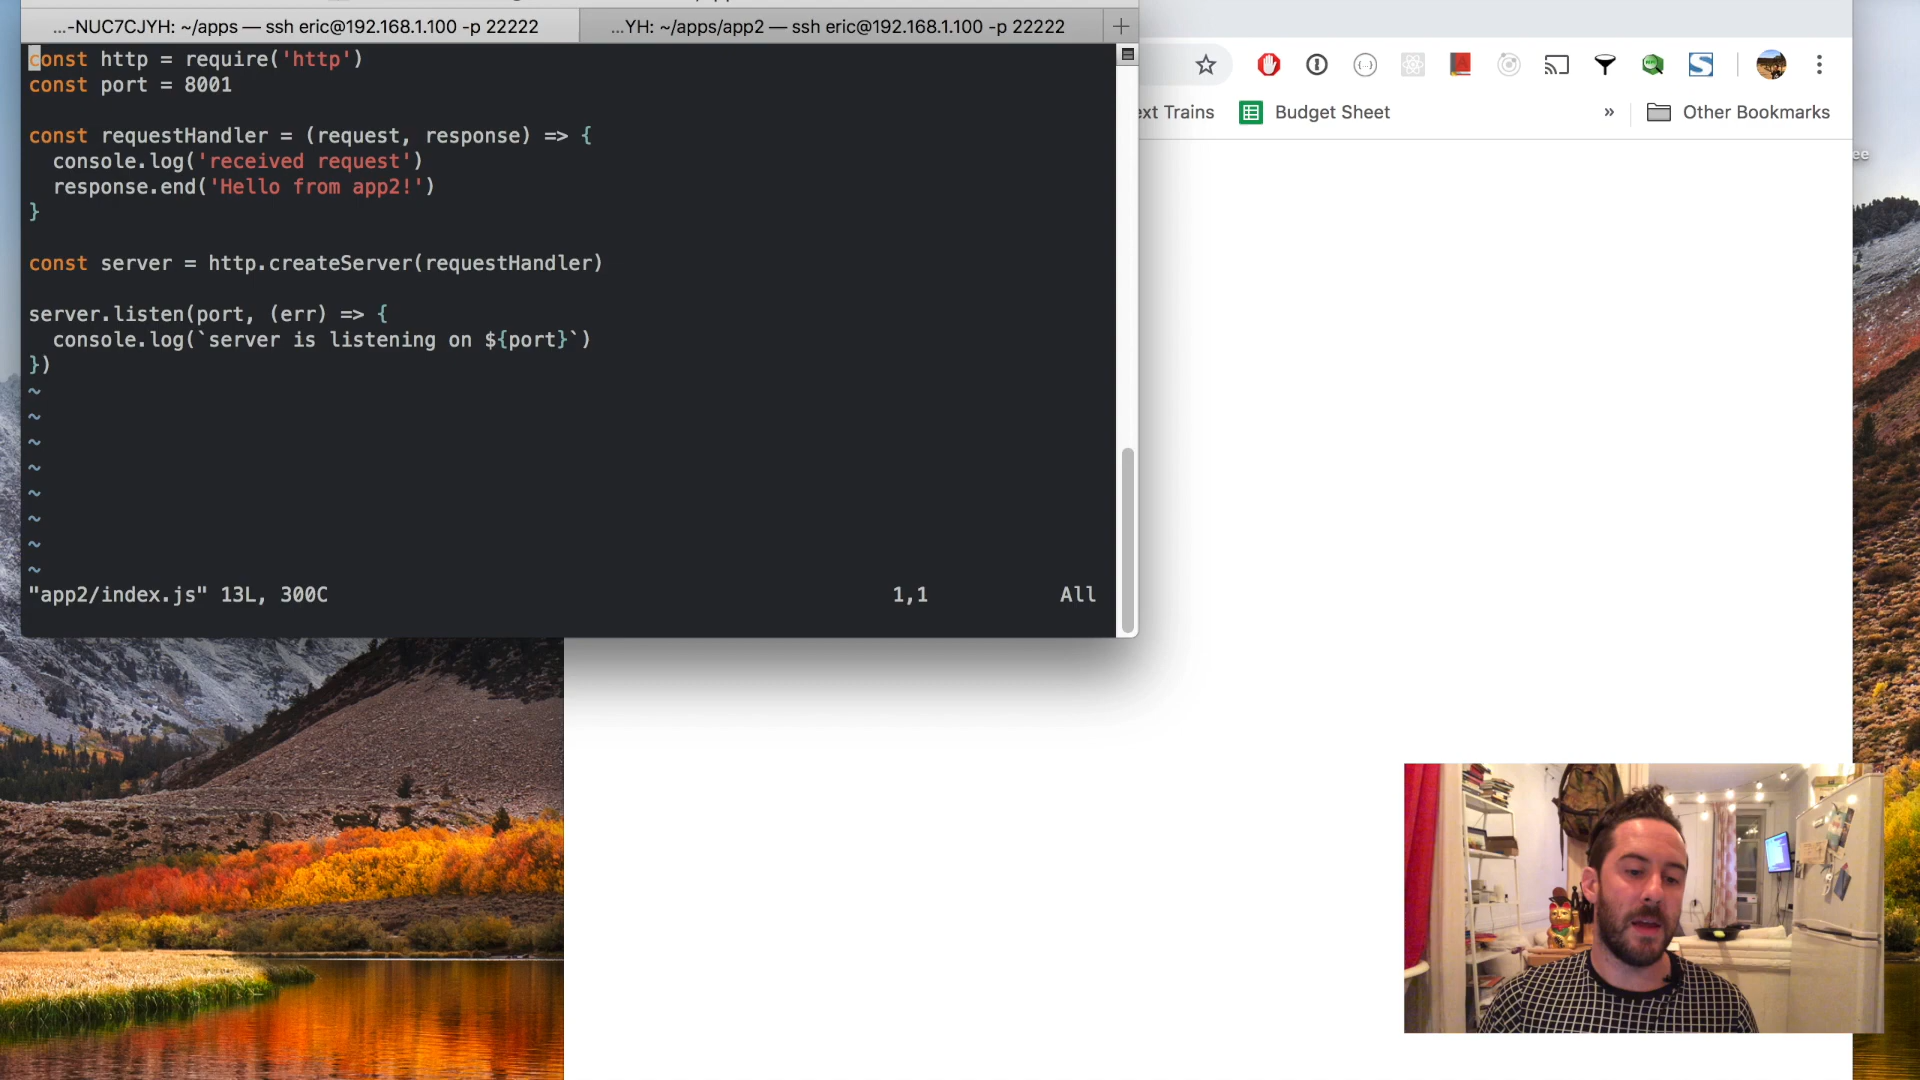 ...-NUC7CJYH: ~/apps — ssh eric@192.168.1.100 -p 22222
...YH: ~/apps/app2 — ssh eric@192.168.1.100 -p 22222
const http = require('http')
const port = 8001
const requestHandler = (request, response) => {
console.log('received request')
response.end('Hello from app2!')
}
const server = http.createServer(requestHandler)
server.listen(port, (err) => {
console.log(`server is listening on ${port}`)
})
~
~
~
~
~
~
~
~
"app2/index.js" 13L, 300C 1,1 All
ext Trains
Budget Sheet
»
Other Bookmarks
ee